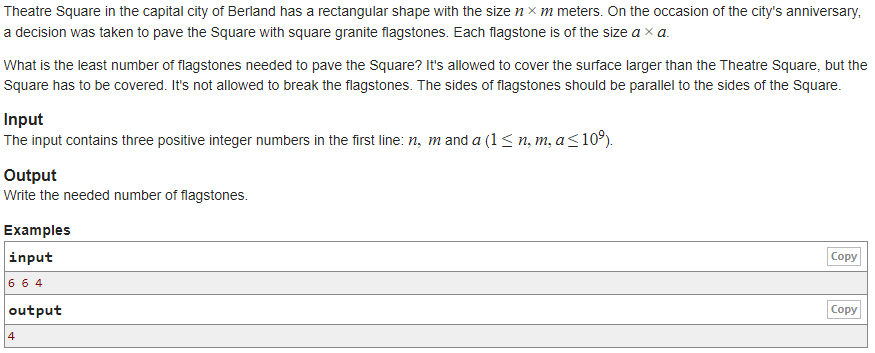 Theatre Square in the capital city of Berland has a rectangular shape with the size n × m meters. On the occasion of the city's anniversary,
a decision was taken to pave the Square with square granite flagstones. Each flagstone is of the size a × a.
What is the least number of flagstones needed to pave the Square? It's allowed to cover the surface larger than the Theatre Square, but the
Square has to be covered. It's not allowed to break the flagstones. The sides of flagstones should be parallel to the sides of the Square.
Input
The input contains three positive integer numbers in the first line: n, m and a (1 ≤ n, m, a ≤ 10⁹).
Output
Write the needed number of flagstones.
Examples
input Copy
6 6 4
output Copy
4